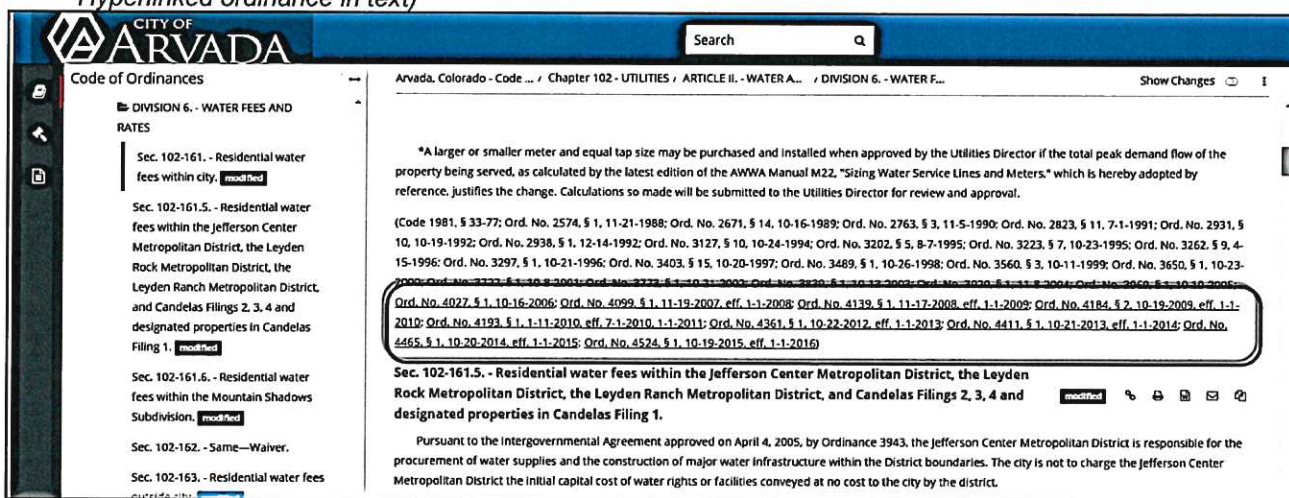 Hyperlinked ordinance in text)
CITY OF
ARVADA
Search
Code of Ordinances
DIVISION 6. - WATER FEES AND
RATES
Sec. 102-161. - Residential water
fees within city. modified
Sec. 102-161.5. - Residential water
fees within the Jefferson Center
Metropolitan District, the Leyden
Rock Metropolitan District, the
Leyden Ranch Metropolitan District,
and Candelas Filings 2, 3, 4 and
designated properties in Candelas
Filing 1. modified
Sec. 102-161.6. - Residential water
fees within the Mountain Shadows
Subdivision. modified
Sec. 102-162. - Same—Waiver.
Sec. 102-163. - Residential water fees
outside city.
Arvada, Colorado - Code ... / Chapter 102 - UTILITIES / ARTICLE II. - WATER A... / DIVISION 6. - WATER F...
Show Changes
*A larger or smaller meter and equal tap size may be purchased and installed when approved by the Utilities Director if the total peak demand flow of the
property being served, as calculated by the latest edition of the AWWA Manual M22, "Sizing Water Service Lines and Meters," which is hereby adopted by
reference, justifies the change. Calculations so made will be submitted to the Utilities Director for review and approval.
(Code 1981, § 33-77; Ord. No. 2574, § 1, 11-21-1988; Ord. No. 2671, § 14, 10-16-1989; Ord. No. 2763, § 3, 11-5-1990; Ord. No. 2823, § 11, 7-1-1991; Ord. No. 2931, §
10, 10-19-1992; Ord. No. 2938, § 1, 12-14-1992; Ord. No. 3127, § 10, 10-24-1994; Ord. No. 3202, § 5, 8-7-1995; Ord. No. 3223, § 7, 10-23-1995; Ord. No. 3262, § 9, 4-
15-1996; Ord. No. 3297, § 1, 10-21-1996; Ord. No. 3403, § 15, 10-20-1997; Ord. No. 3489, § 1, 10-26-1998; Ord. No. 3560, § 3, 10-11-1999; Ord. No. 3650, § 1, 10-23-
Ord. No. 4027, § 1, 10-16-2006; Ord. No. 4099, § 1, 11-19-2007, eff. 1-1-2008; Ord. No. 4139, § 1, 11-17-2008, eff. 1-1-2009; Ord. No. 4184, § 2, 10-19-2009, eff. 1-1-
2010; Ord. No. 4193, § 1, 1-11-2010, eff. 7-1-2010, 1-1-2011; Ord. No. 4361, § 1, 10-22-2012, eff. 1-1-2013; Ord. No. 4411, § 1, 10-21-2013, eff. 1-1-2014; Ord. No.
4465, § 1, 10-20-2014, eff. 1-1-2015; Ord. No. 4524, § 1, 10-19-2015, eff. 1-1-2016)
Sec. 102-161.5. - Residential water fees within the Jefferson Center Metropolitan District, the Leyden
Rock Metropolitan District, the Leyden Ranch Metropolitan District, and Candelas Filings 2, 3, 4 and
designated properties in Candelas Filing 1.
modified
Pursuant to the Intergovernmental Agreement approved on April 4, 2005, by Ordinance 3943, the Jefferson Center Metropolitan District is responsible for the
procurement of water supplies and the construction of major water infrastructure within the District boundaries. The city is not to charge the Jefferson Center
Metropolitan District the initial capital cost of water rights or facilities conveyed at no cost to the city by the district.